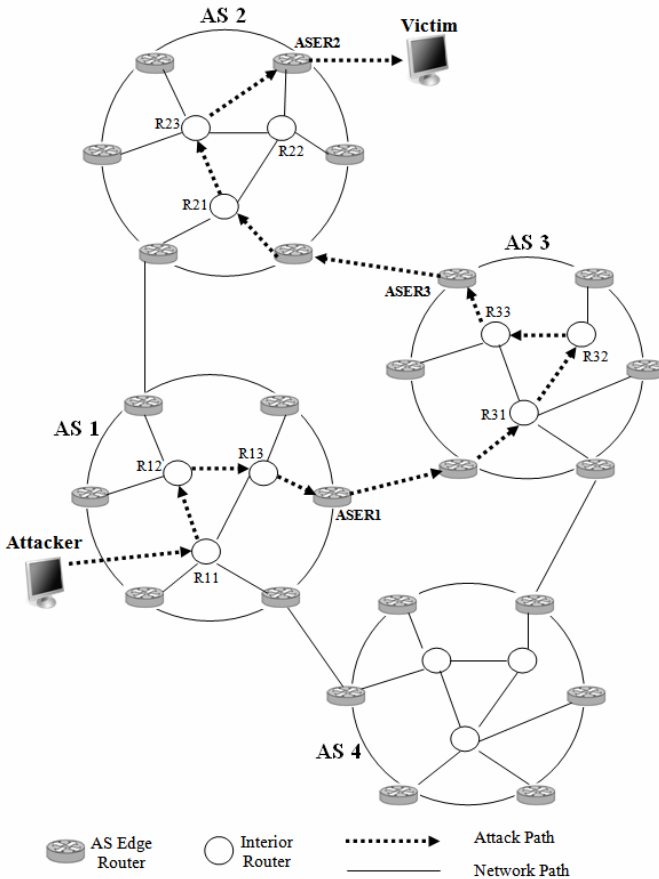 AS 2
Victim
ASER2
R23
R22
R21
AS 3
ASER3
R33
R32
R31
AS 1
R12
R13
ASER1
Attacker
R11
AS 4
AS Edge
Router
Interior
Router
Attack Path
Network Path